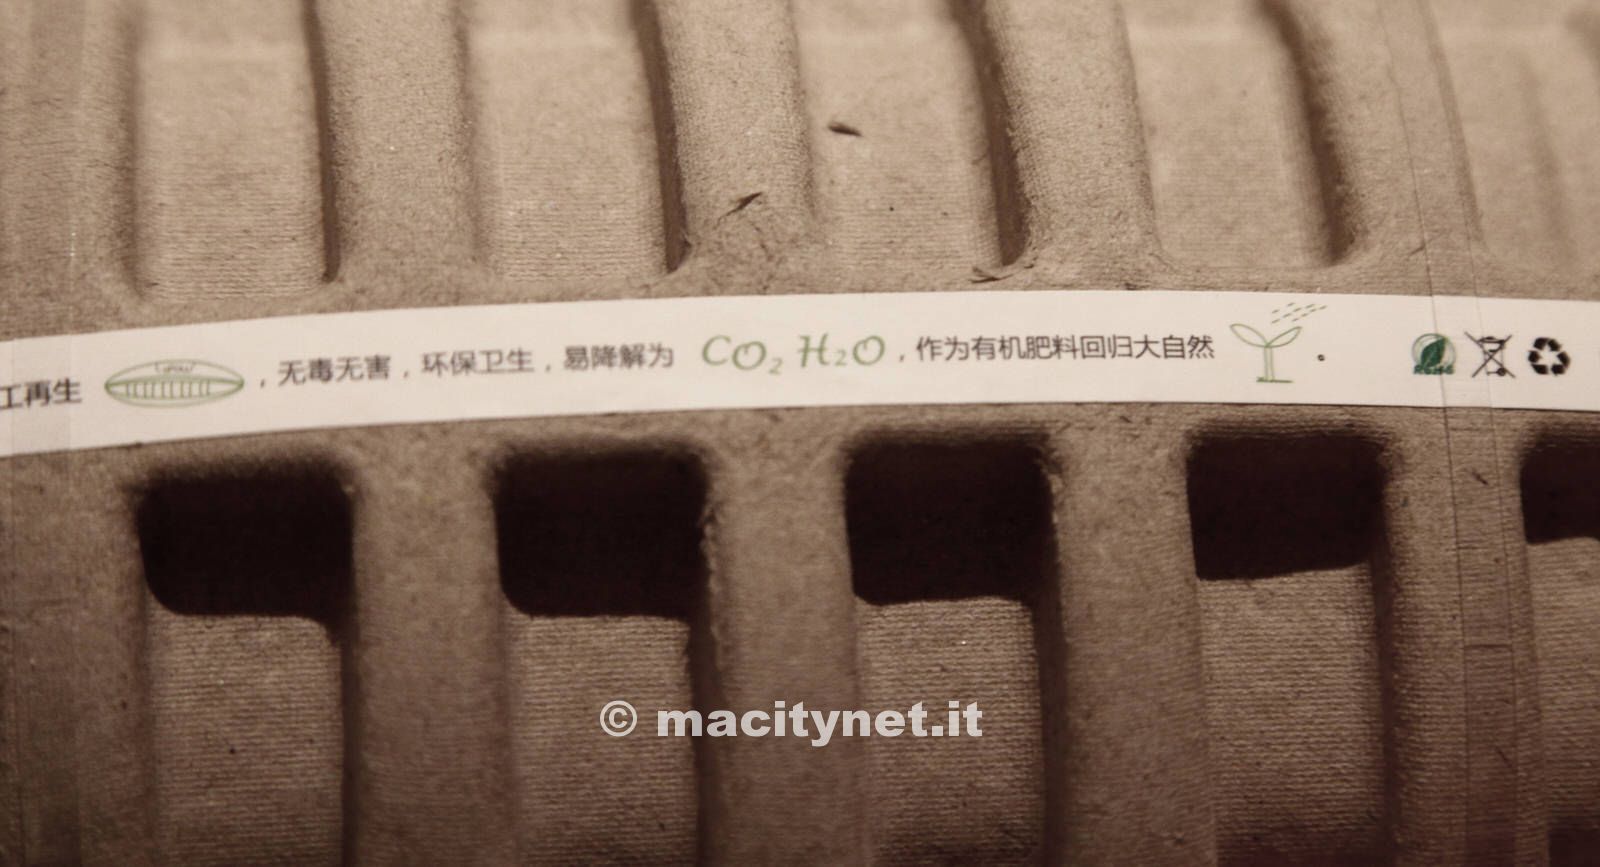 工再生 ，无毒无害，环保卫生，易降解为 CO₂ H₂O，作为有机肥料回归大自然 。
© macitynet.it